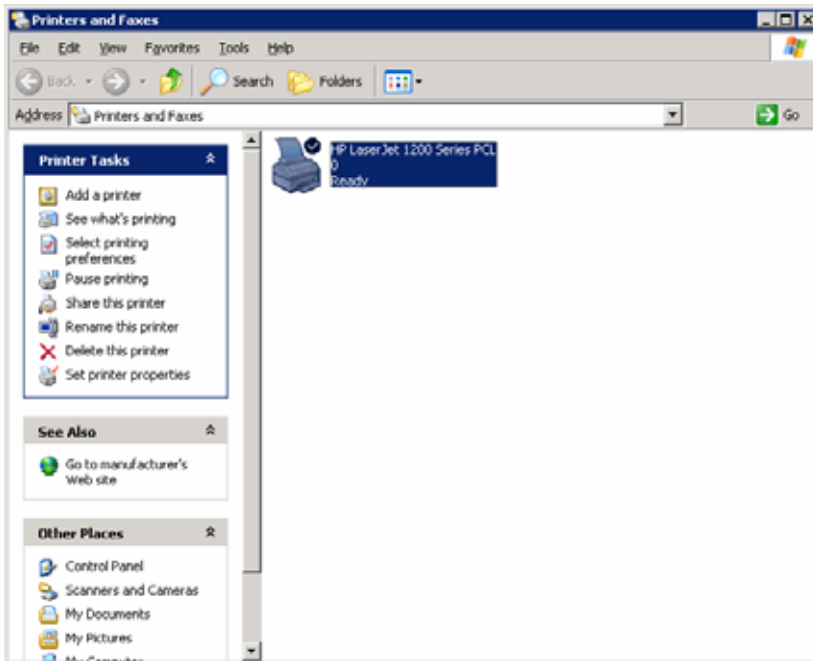 Printers and Faxes
File Edit View Favorites Tools Help
Back Search Folders
Address Printers and Faxes Go
Printer Tasks
Add a printer
See what's printing
Select printing
preferences
Pause printing
Share this printer
Rename this printer
Delete this printer
Set printer properties
See Also
Go to manufacturer's
Web site
Other Places
Control Panel
Scanners and Cameras
My Documents
My Pictures
My Computer
HP LaserJet 1200 Series PCL
0
Ready